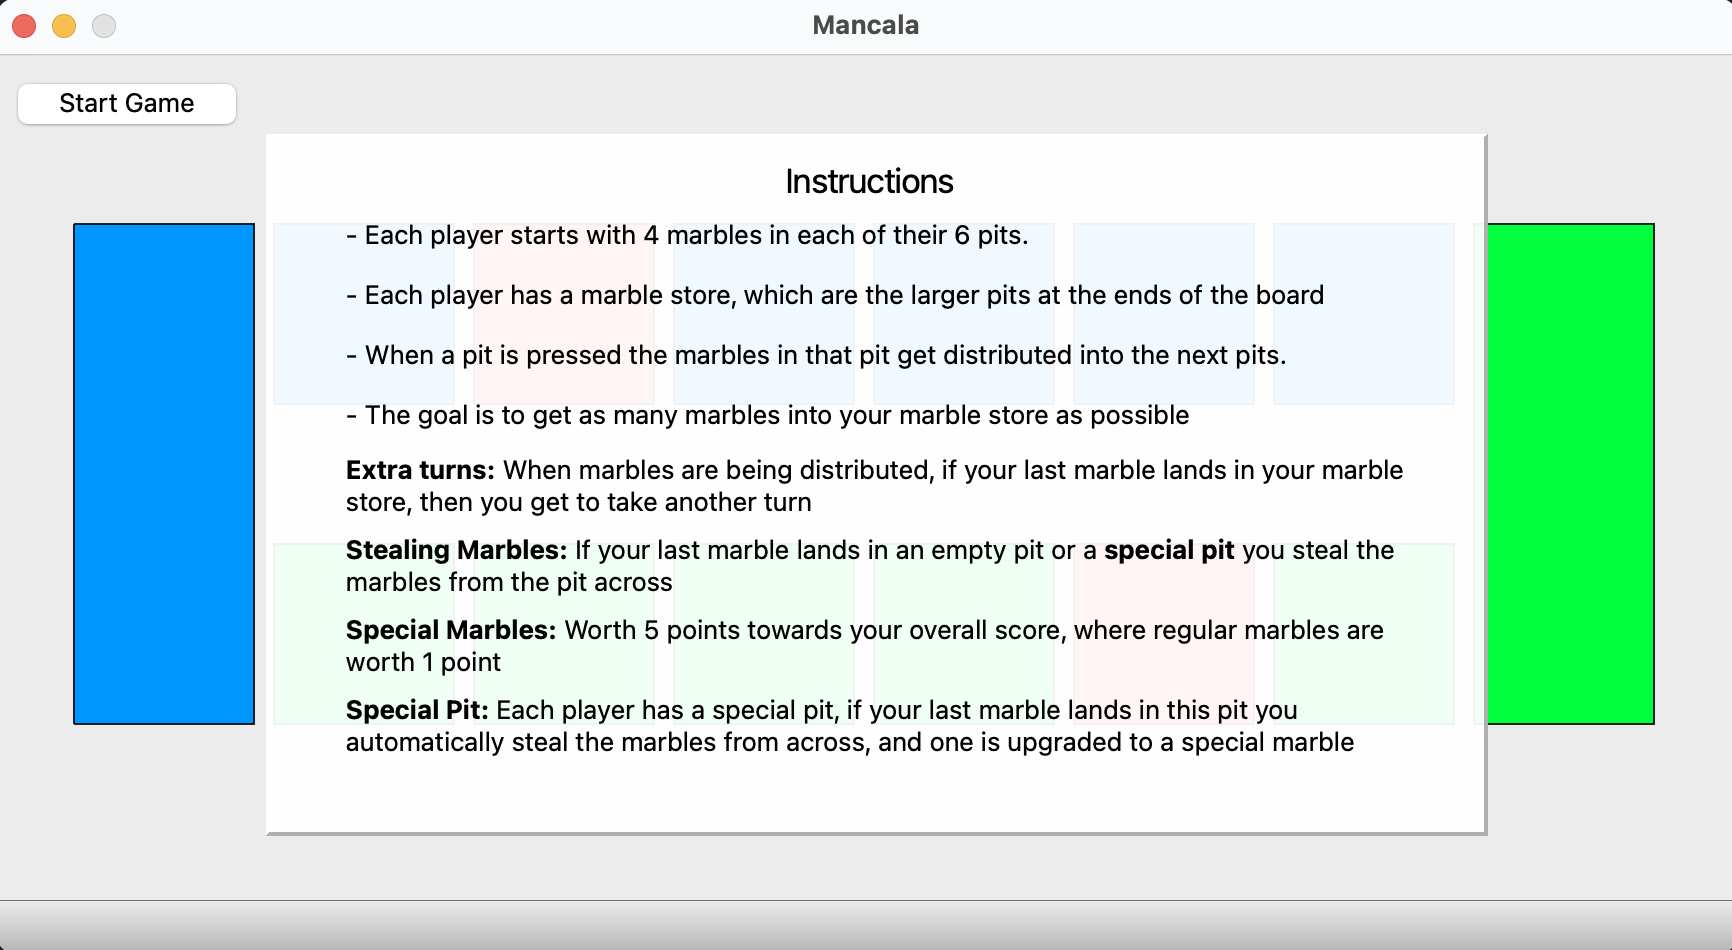 Mancala
Start Game
Instructions
- Each player starts with 4 marbles in each of their 6 pits.
- Each player has a marble store, which are the larger pits at the ends of the board
- When a pit is pressed the marbles in that pit get distributed into the next pits.
- The goal is to get as many marbles into your marble store as possible
Extra turns: When marbles are being distributed, if your last marble lands in your marble
store, then you get to take another turn
Stealing Marbles: If your last marble lands in an empty pit or a special pit you steal the
marbles from the pit across
Special Marbles: Worth 5 points towards your overall score, where regular marbles are
worth 1 point
Special Pit: Each player has a special pit, if your last marble lands in this pit you
automatically steal the marbles from across, and one is upgraded to a special marble